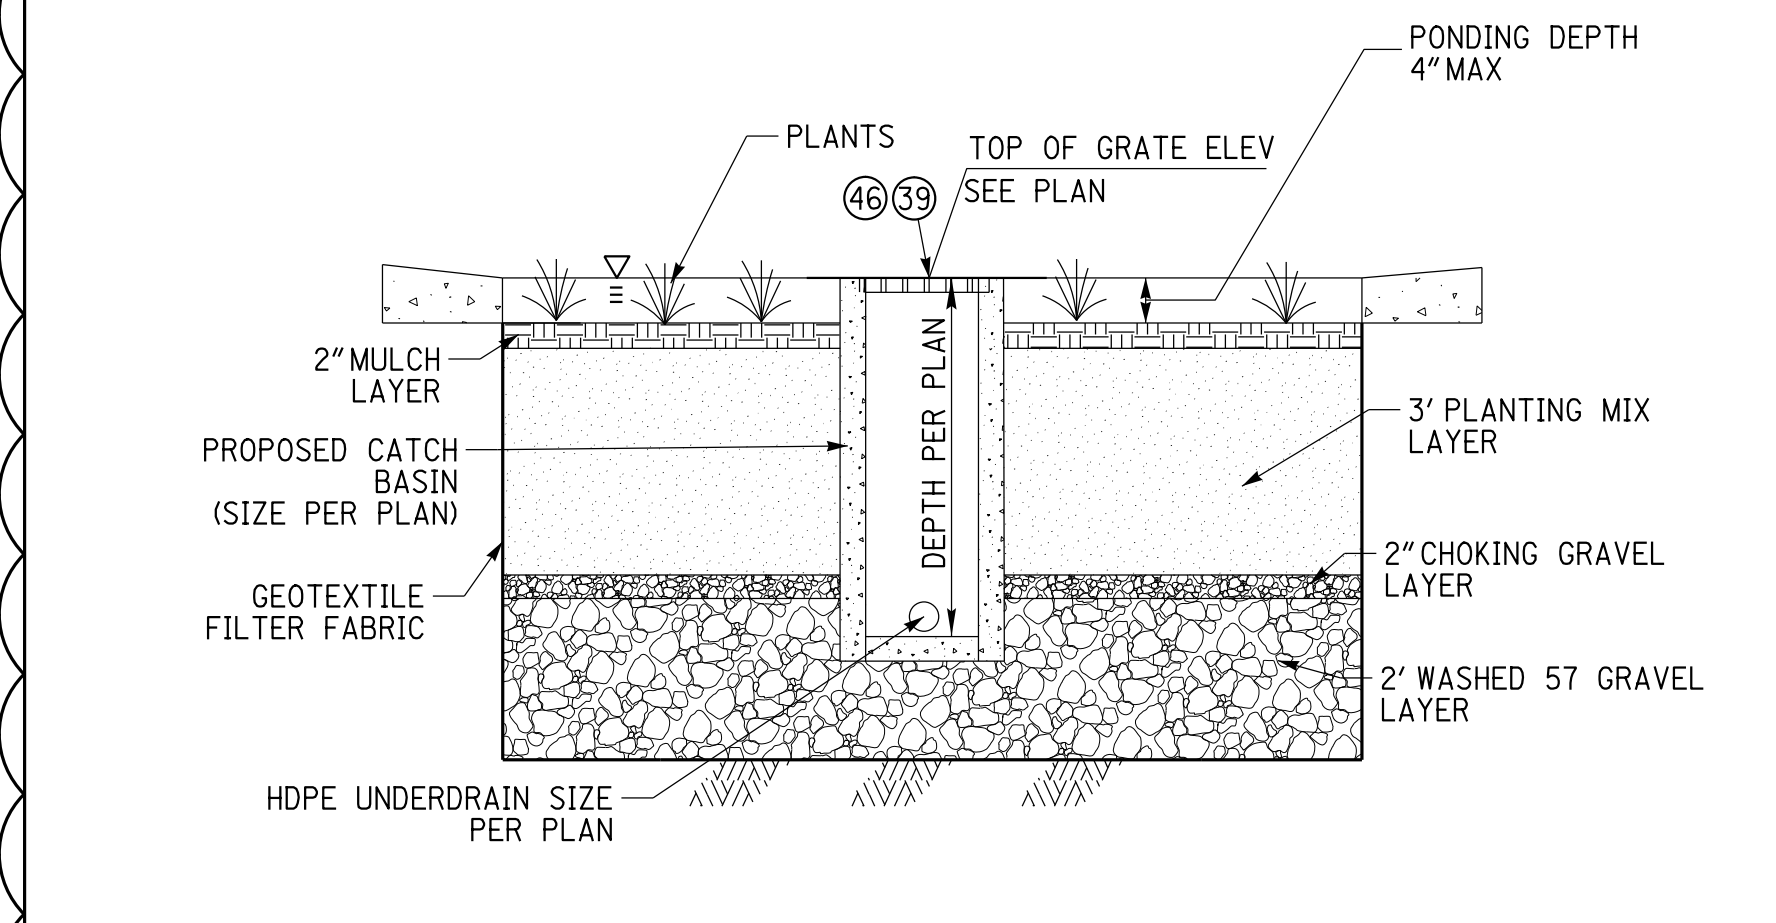 PONDING DEPTH
4" MAX
PLANTS
TOP OF GRATE ELEV
SEE PLAN
46 39
2" MULCH
LAYER
DEPTH PER PLAN
3' PLANTING MIX
LAYER
PROPOSED CATCH
BASIN
(SIZE PER PLAN)
2" CHOKING GRAVEL
LAYER
GEOTEXTILE
FILTER FABRIC
2' WASHED 57 GRAVEL
LAYER
HDPE UNDERDRAIN SIZE
PER PLAN